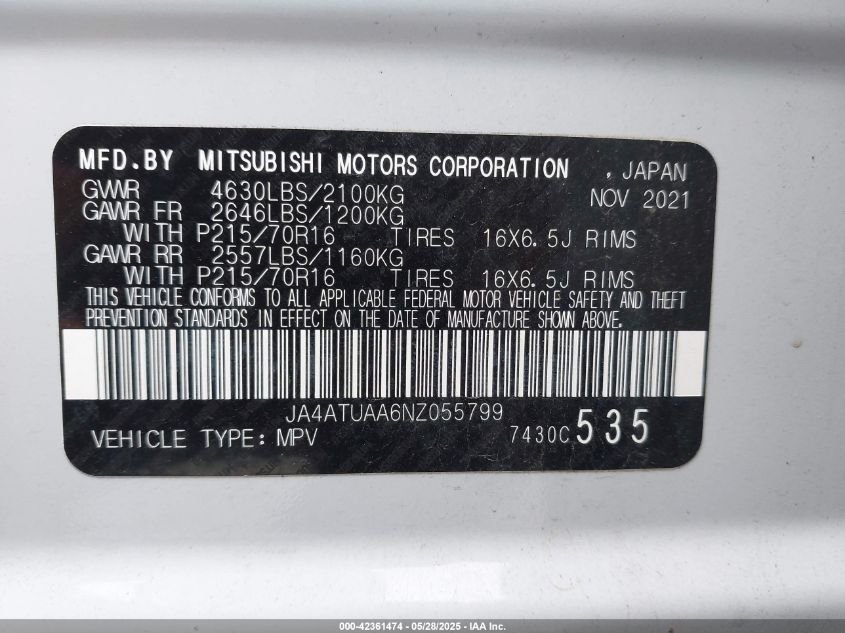 MFD.BY MITSUBISHI MOTORS CORPORATION , JAPAN
GVWR 4630LBS/2100KG NOV 2021
GAWR FR 2646LBS/1200KG
WITH P215/70R16 TIRES 16X6.5J RIMS
GAWR RR 2557LBS/1160KG
WITH P215/70R16 TIRES 16X6.5J RIMS
THIS VEHICLE CONFORMS TO ALL APPLICABLE FEDERAL MOTOR VEHICLE SAFETY AND THEFT
PREVENTION STANDARDS IN EFFECT ON THE DATE OF MANUFACTURE SHOWN ABOVE.
JA4ATUAA6NZ055799
VEHICLE TYPE: MPV 7430C 535
000-42361474 - 05/28/2025 - IAA Inc.